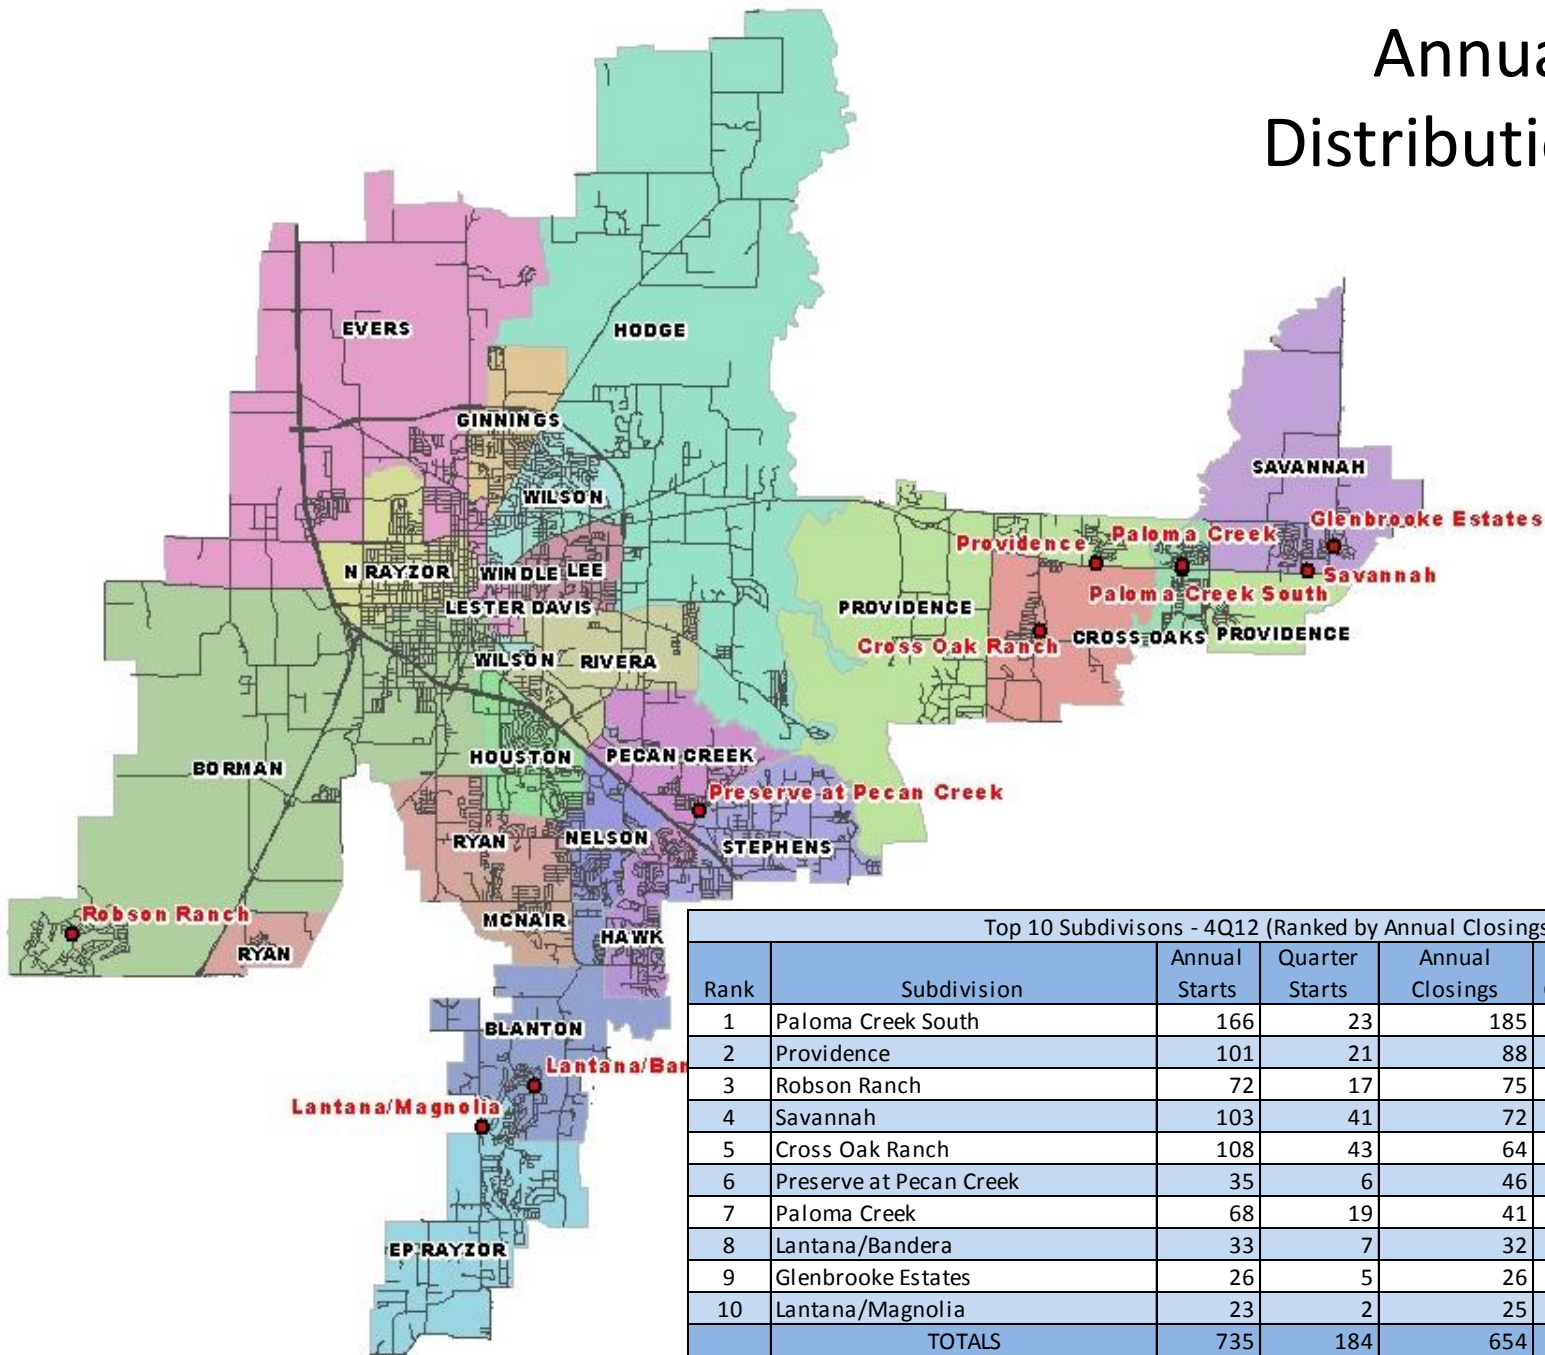 Annua
Distributio
EVERS
HODGE
GINNINGS
SAVANNAH
WILSON
Glenbrooke Estates
Providence
Paloma Creek
N RAYZOR
WINDLE
LEE
Savannah
LESTER DAVIS
PROVIDENCE
Paloma Creek South
Cross Oak Ranch
CROSS OAKS
PROVIDENCE
WILSON
RIVERA
HOUSTON
PECAN CREEK
BORMAN
Preserve at Pecan Creek
RYAN
NELSON
STEPHENS
Robson Ranch
MCNAIR
HAWK
RYAN
BLANTON
Lantana/Ban
Lantana/Magnolia
EP RAYZOR
Top 10 Subdivisons - 4Q12 (Ranked by Annual Closings
Rank Subdivision Annual Starts Quarter Starts Annual Closings
1 Paloma Creek South 166 23 185
2 Providence 101 21 88
3 Robson Ranch 72 17 75
4 Savannah 103 41 72
5 Cross Oak Ranch 108 43 64
6 Preserve at Pecan Creek 35 6 46
7 Paloma Creek 68 19 41
8 Lantana/Bandera 33 7 32
9 Glenbrooke Estates 26 5 26
10 Lantana/Magnolia 23 2 25
TOTALS 735 184 654